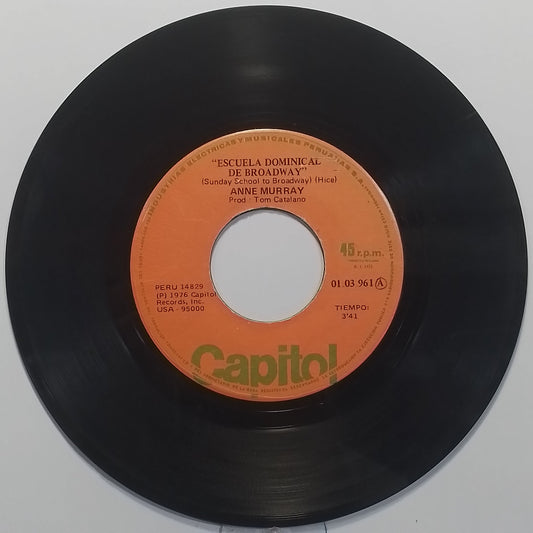 INDUSTRIAS ELECTRICAS Y MUSICALES PERUANAS S.A.
"ESCUELA DOMINICAL
DE BROADWAY"
(Sunday School to Broadway) (Hice)
ANNE MURRAY
Prod.: Tom Catalano
45 r.p.m.
PERU 14829
(P) 1976 Capitol
Records, Inc.
USA - 95000
01.03 961 A
TIEMPO:
3'41
Capitol